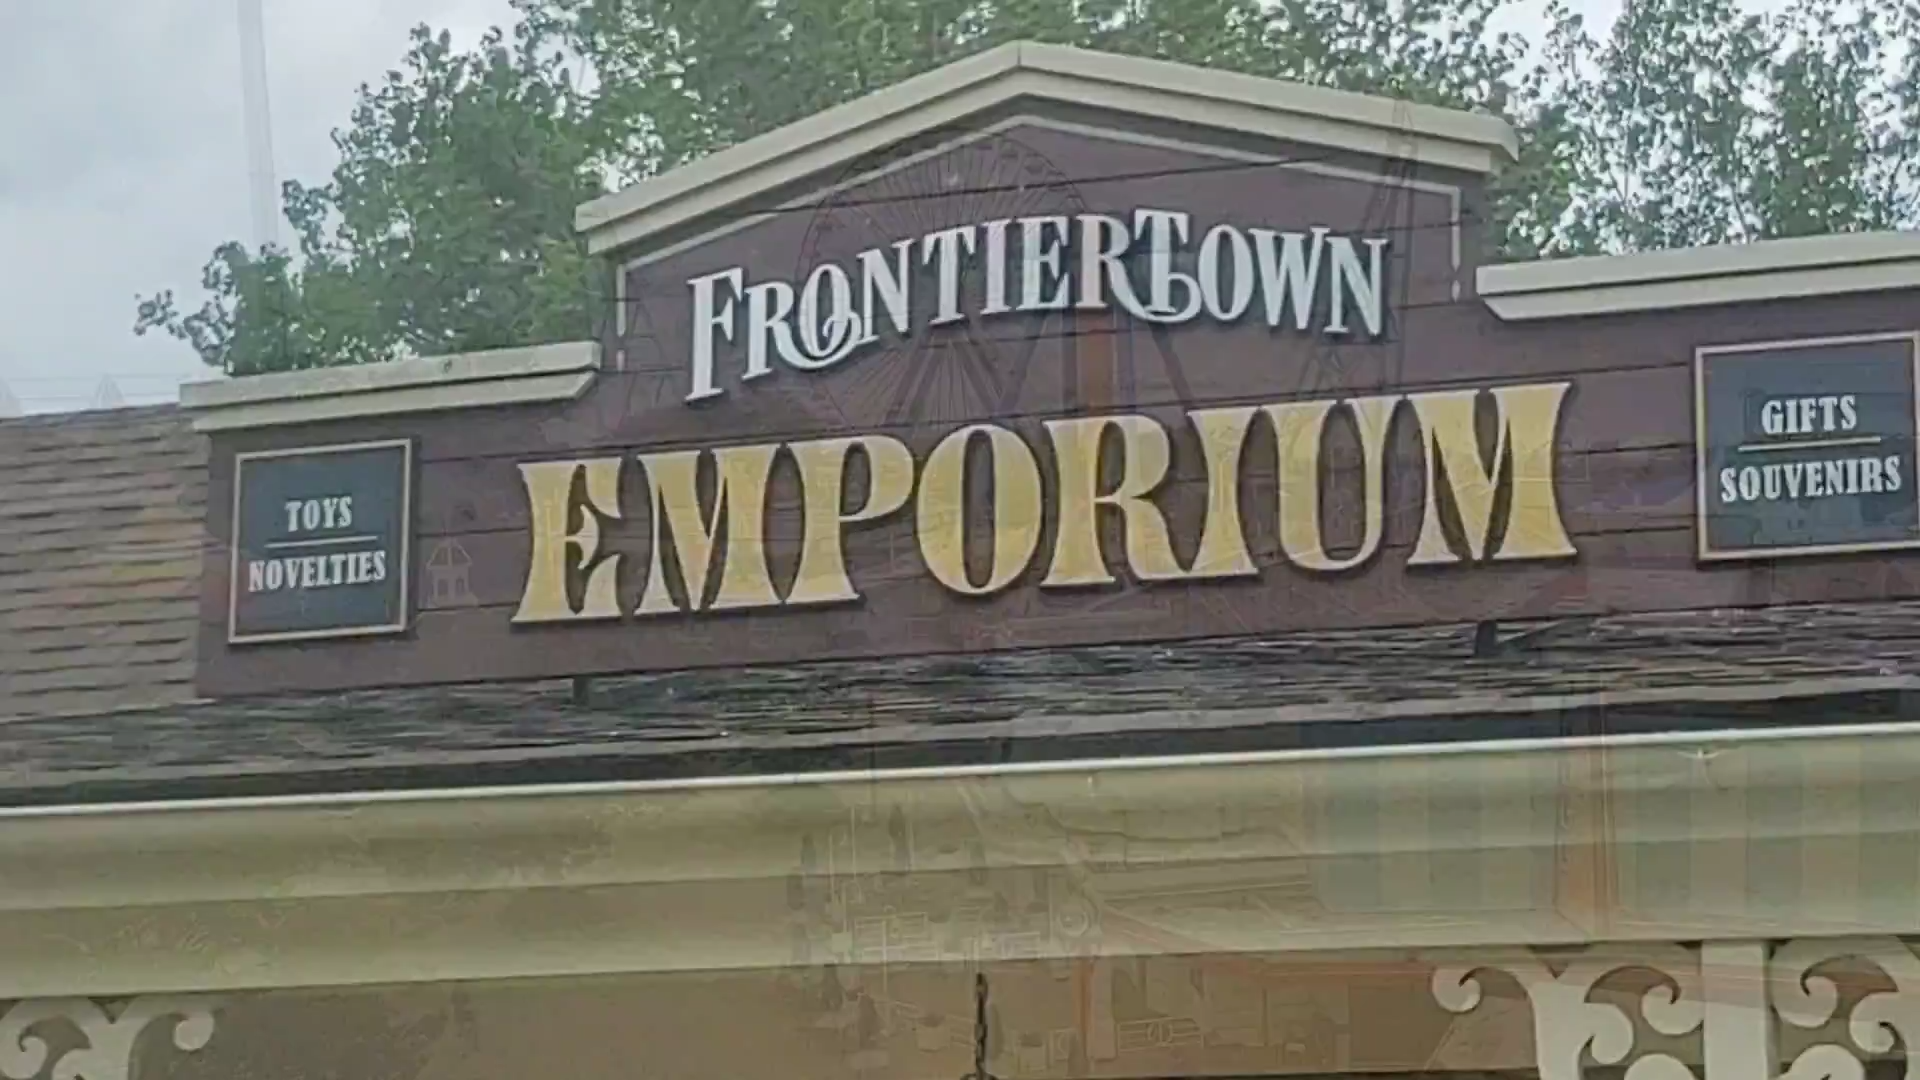 FRONTIERTOWN
EMPORIUM
TOYS
NOVELTIES
GIFTS
SOUVENIRS